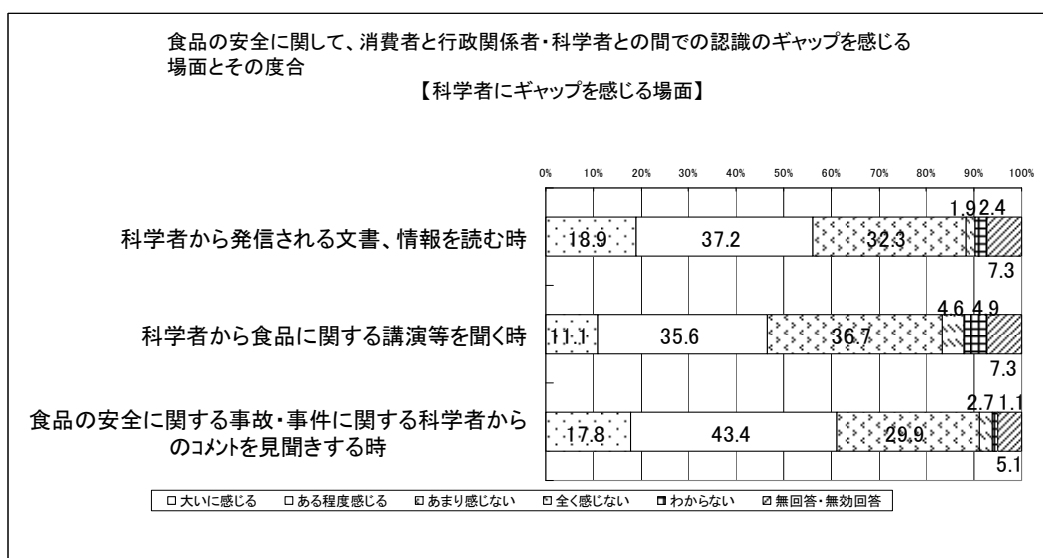 食品の安全に関して、消費者と行政関係者・科学者との間での認識のギャップを感じる
場面とその度合
【科学者にギャップを感じる場面】
0% 10% 20% 30% 40% 50% 60% 70% 80% 90% 100%
科学者から発信される文書、情報を読む時
18.9 37.2 32.3 1.9 2.4 7.3
科学者から食品に関する講演等を聞く時
11.1 35.6 36.7 4.6 4.9 7.3
食品の安全に関する事故・事件に関する科学者から
のコメントを見聞きする時
17.8 43.4 29.9 2.7 1.1 5.1
大いに感じる ある程度感じる あまり感じない 全く感じない わからない 無回答・無効回答